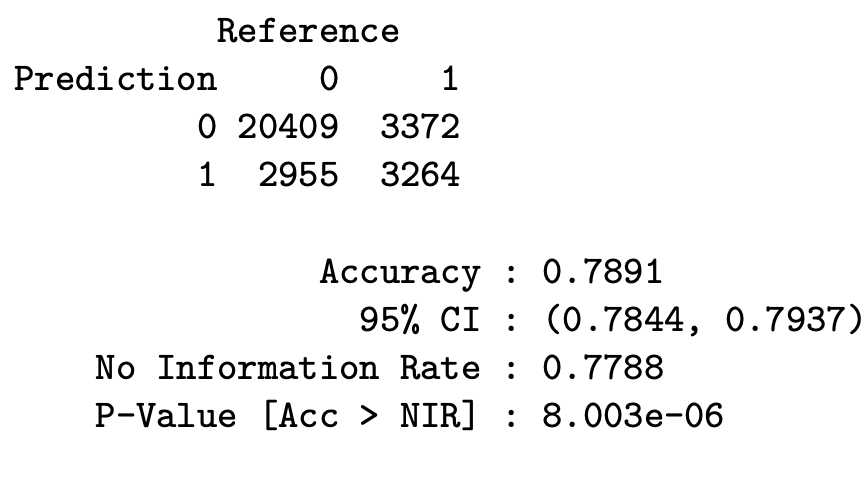 Reference
Prediction 0 1
0 20409 3372
1 2955 3264
Accuracy : 0.7891
95% CI : (0.7844, 0.7937)
No Information Rate : 0.7788
P-Value [Acc > NIR] : 8.003e-06